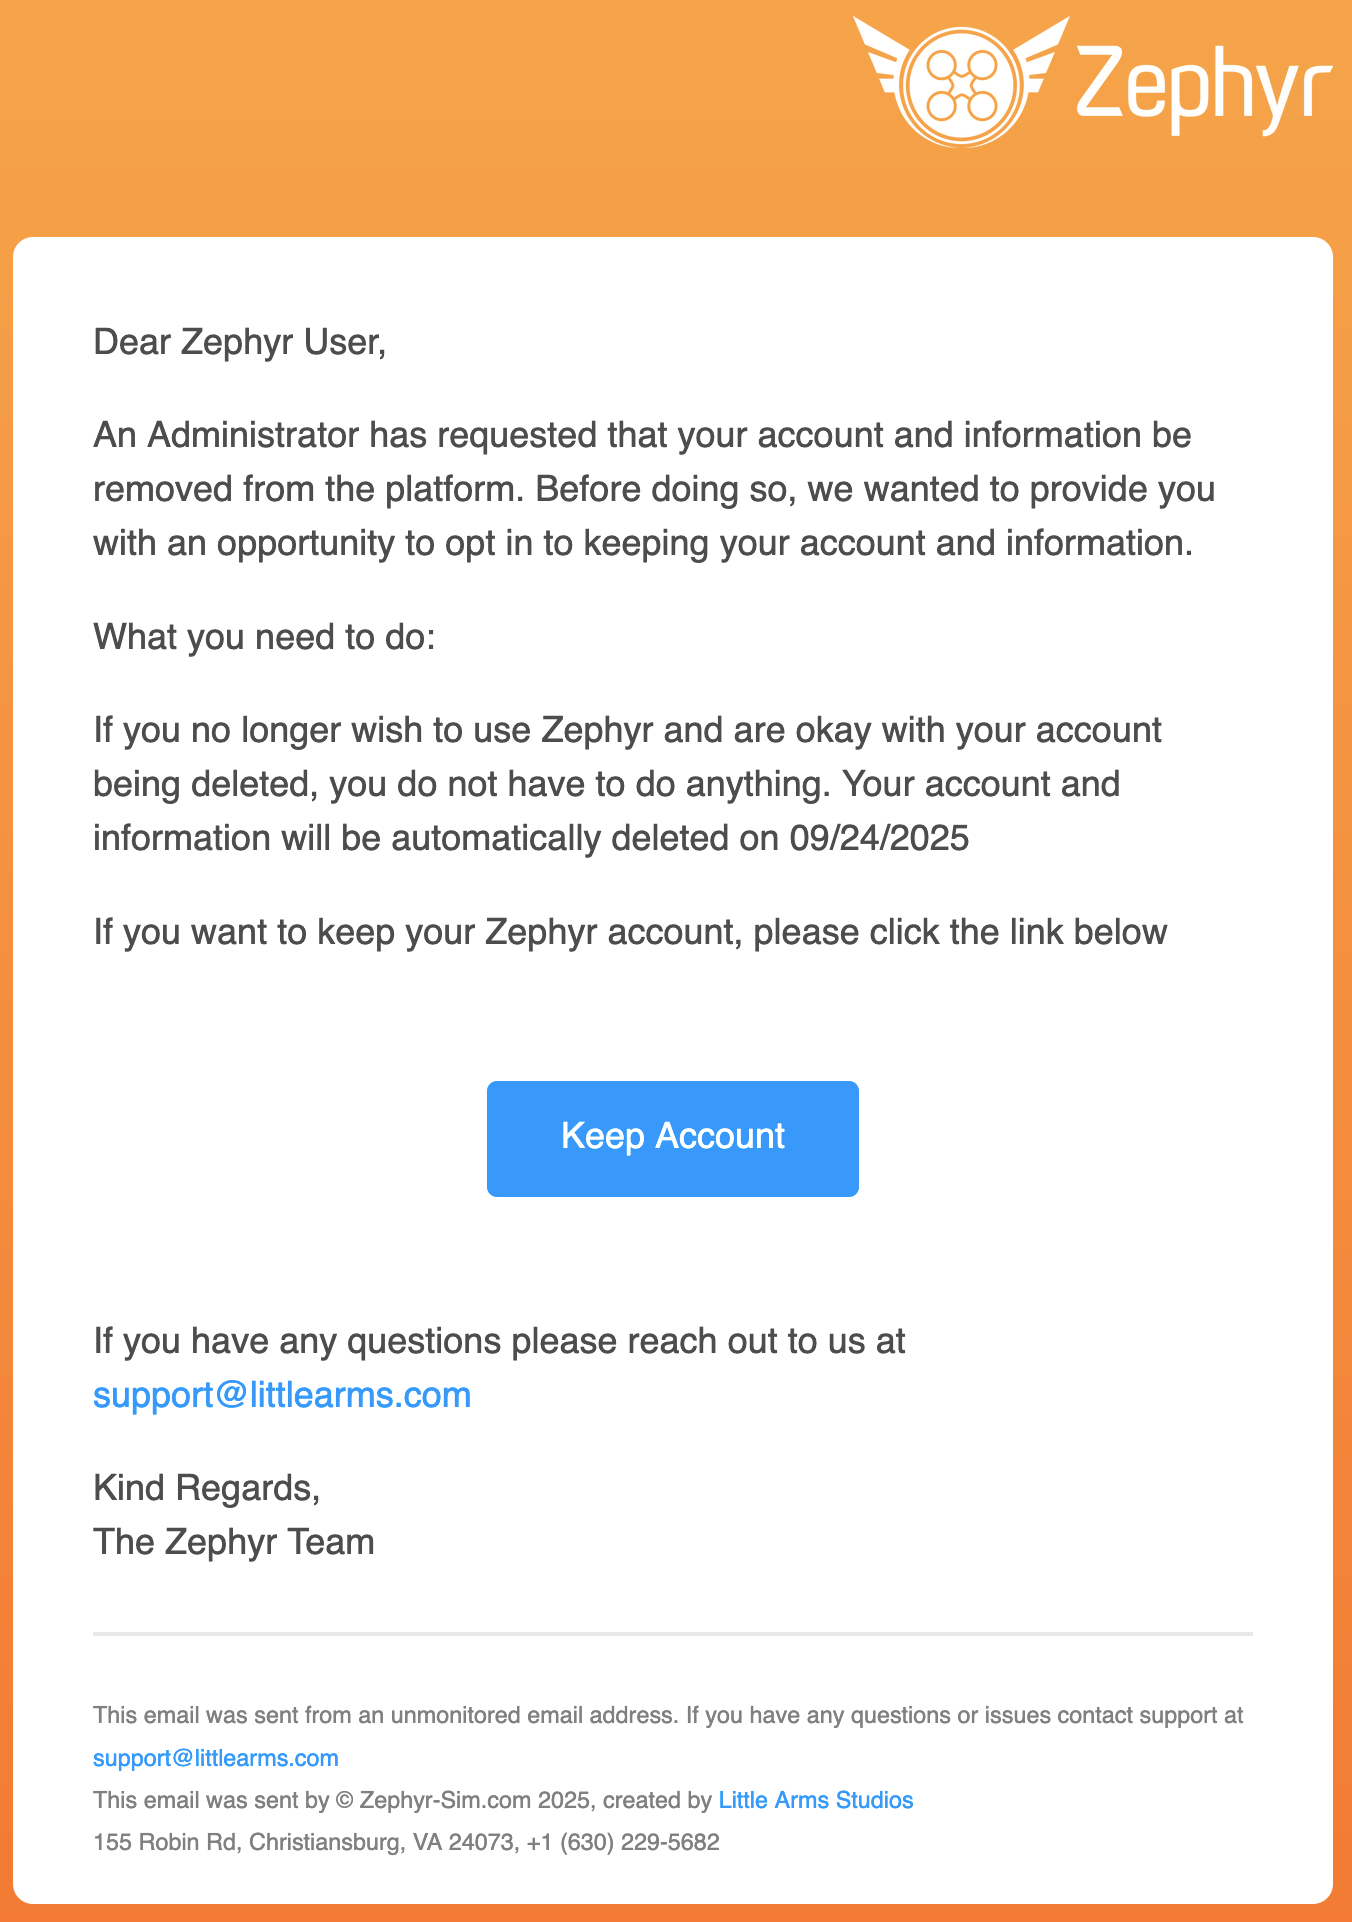 Zephyr
Dear Zephyr User,
An Administrator has requested that your account and information be
removed from the platform. Before doing so, we wanted to provide you
with an opportunity to opt in to keeping your account and information.
What you need to do:
If you no longer wish to use Zephyr and are okay with your account
being deleted, you do not have to do anything. Your account and
information will be automatically deleted on 09/24/2025
If you want to keep your Zephyr account, please click the link below
Keep Account
If you have any questions please reach out to us at
support@littlearms.com
Kind Regards,
The Zephyr Team
This email was sent from an unmonitored email address. If you have any questions or issues contact support at
support@littlearms.com
This email was sent by © Zephyr-Sim.com 2025, created by Little Arms Studios
155 Robin Rd, Christiansburg, VA 24073, +1 (630) 229-5682